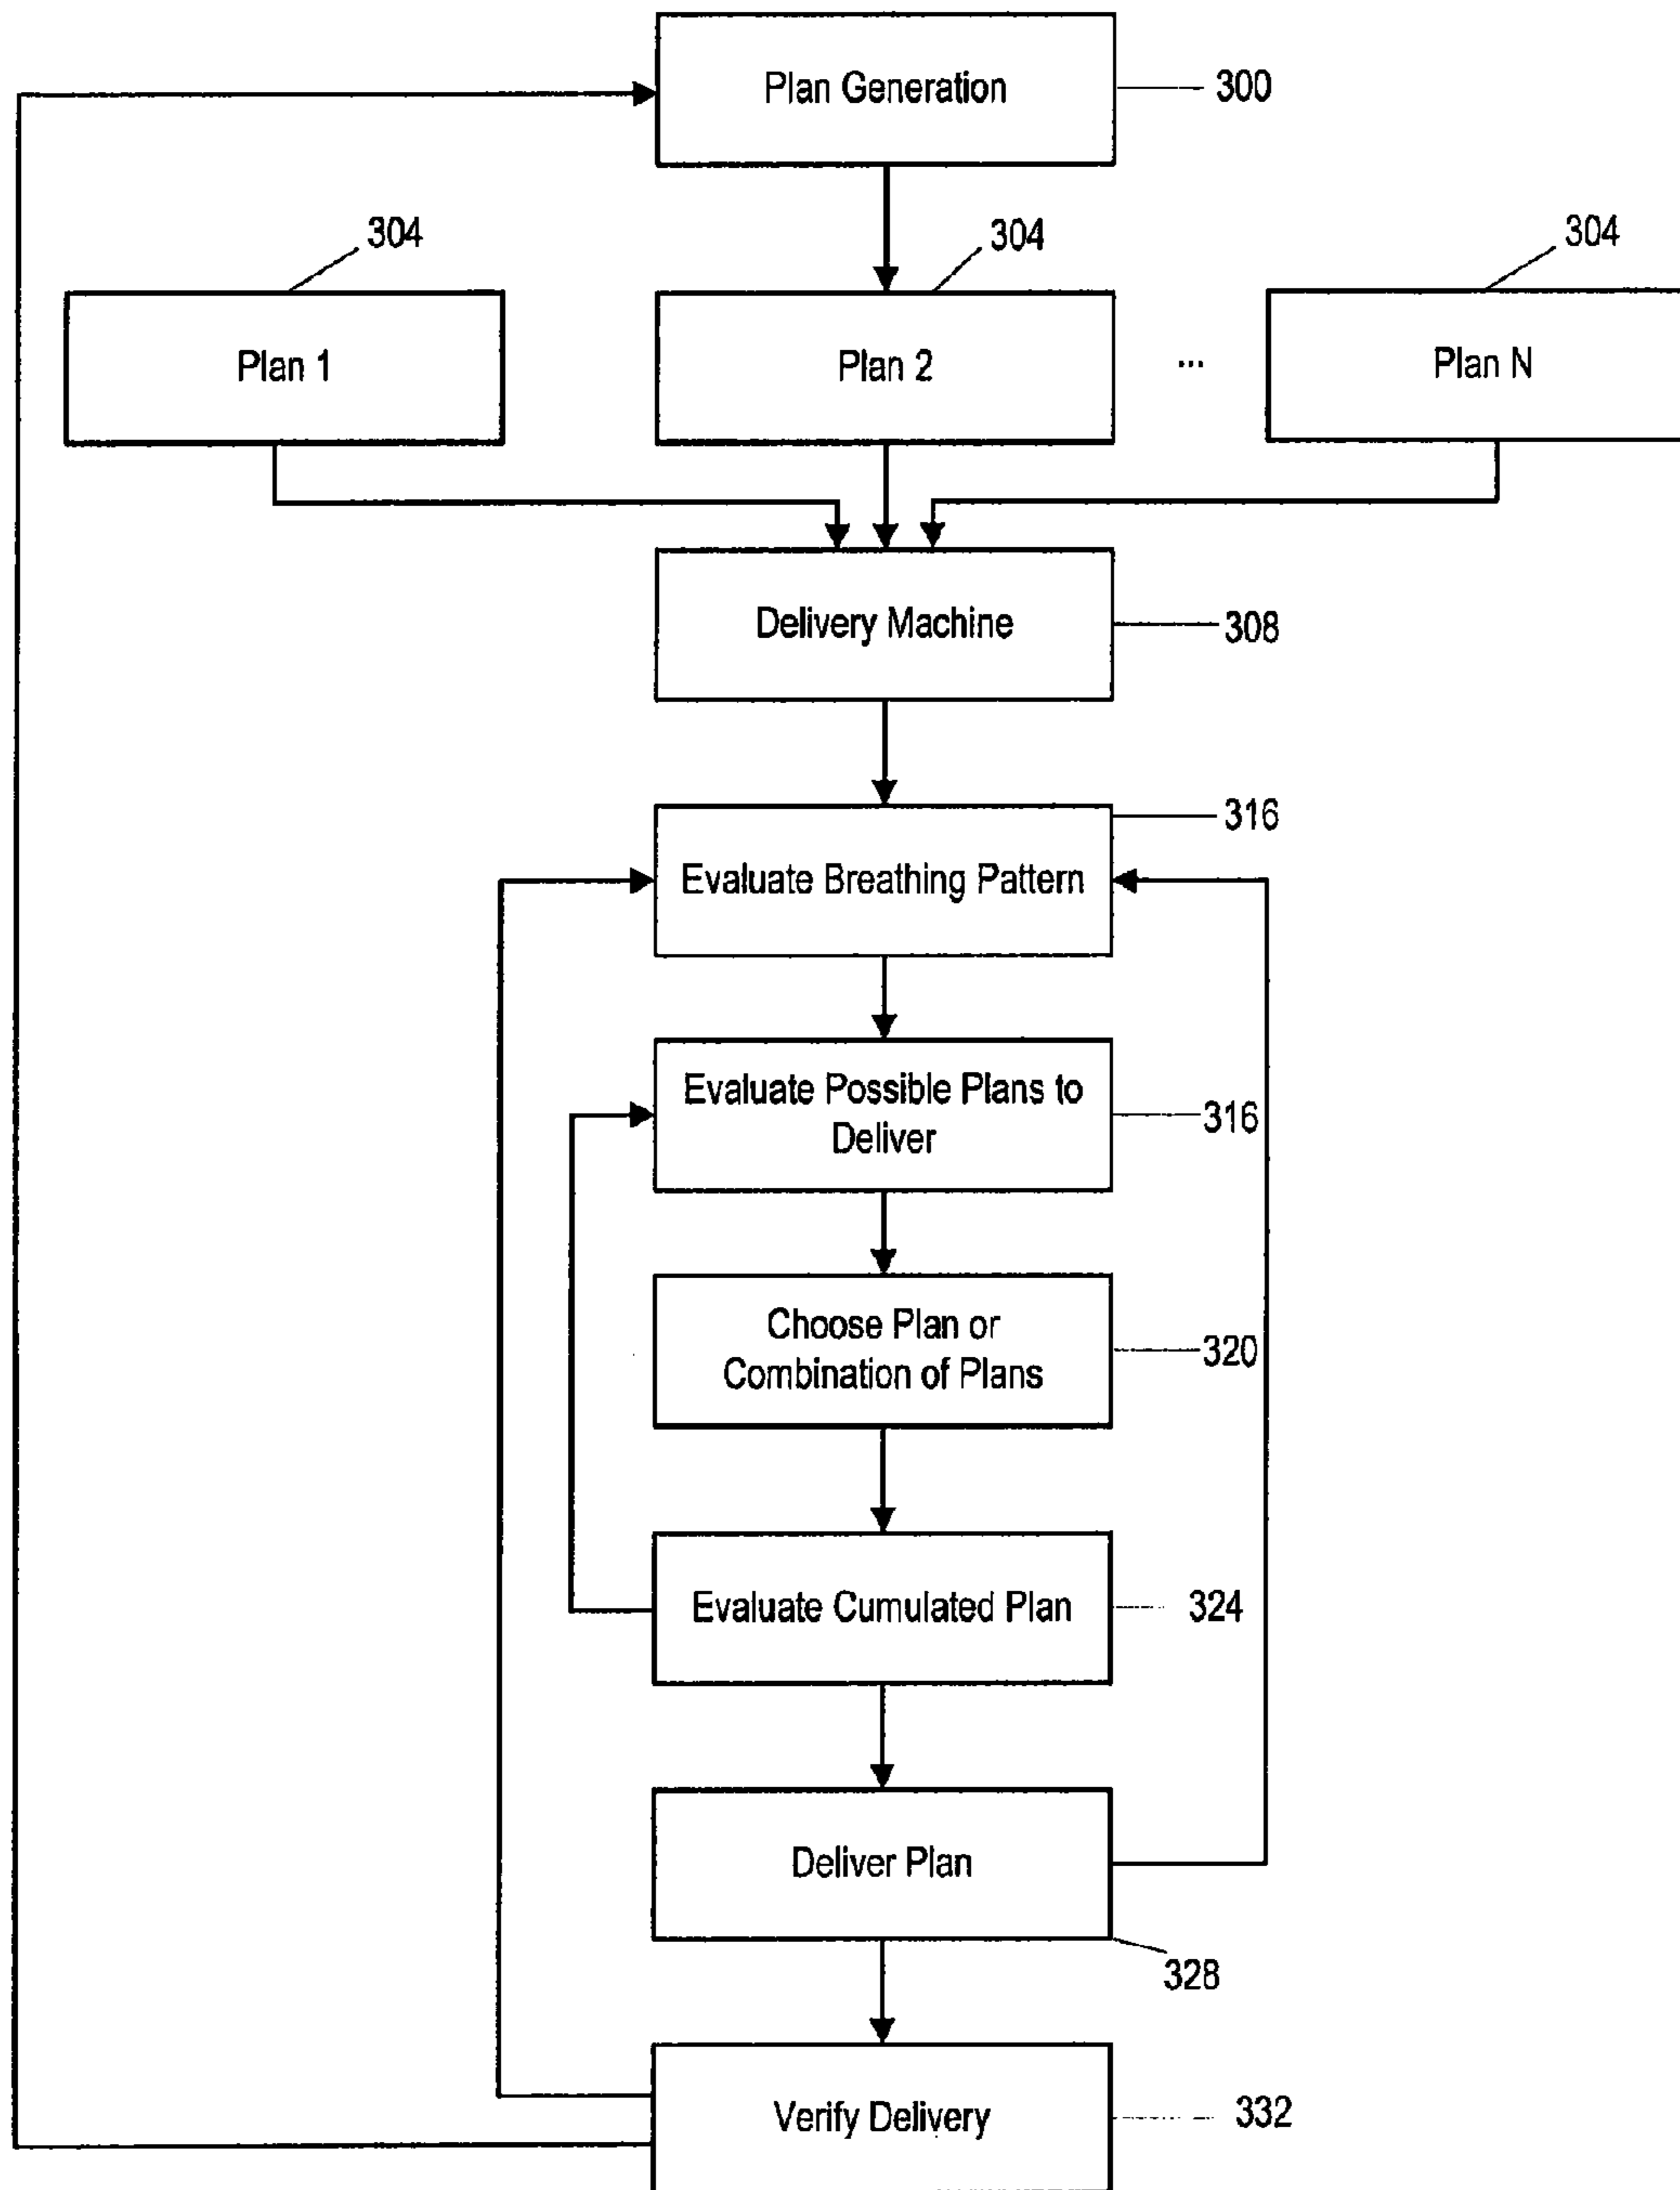 Plan Generation
300
304
304
304
Plan 1
Plan 2
...
Plan N
Delivery Machine
308
316
Evaluate Breathing Pattern
Evaluate Possible Plans to
Deliver
316
Choose Plan or
Combination of Plans
320
Evaluate Cumulated Plan
324
Deliver Plan
328
Verify Delivery
332